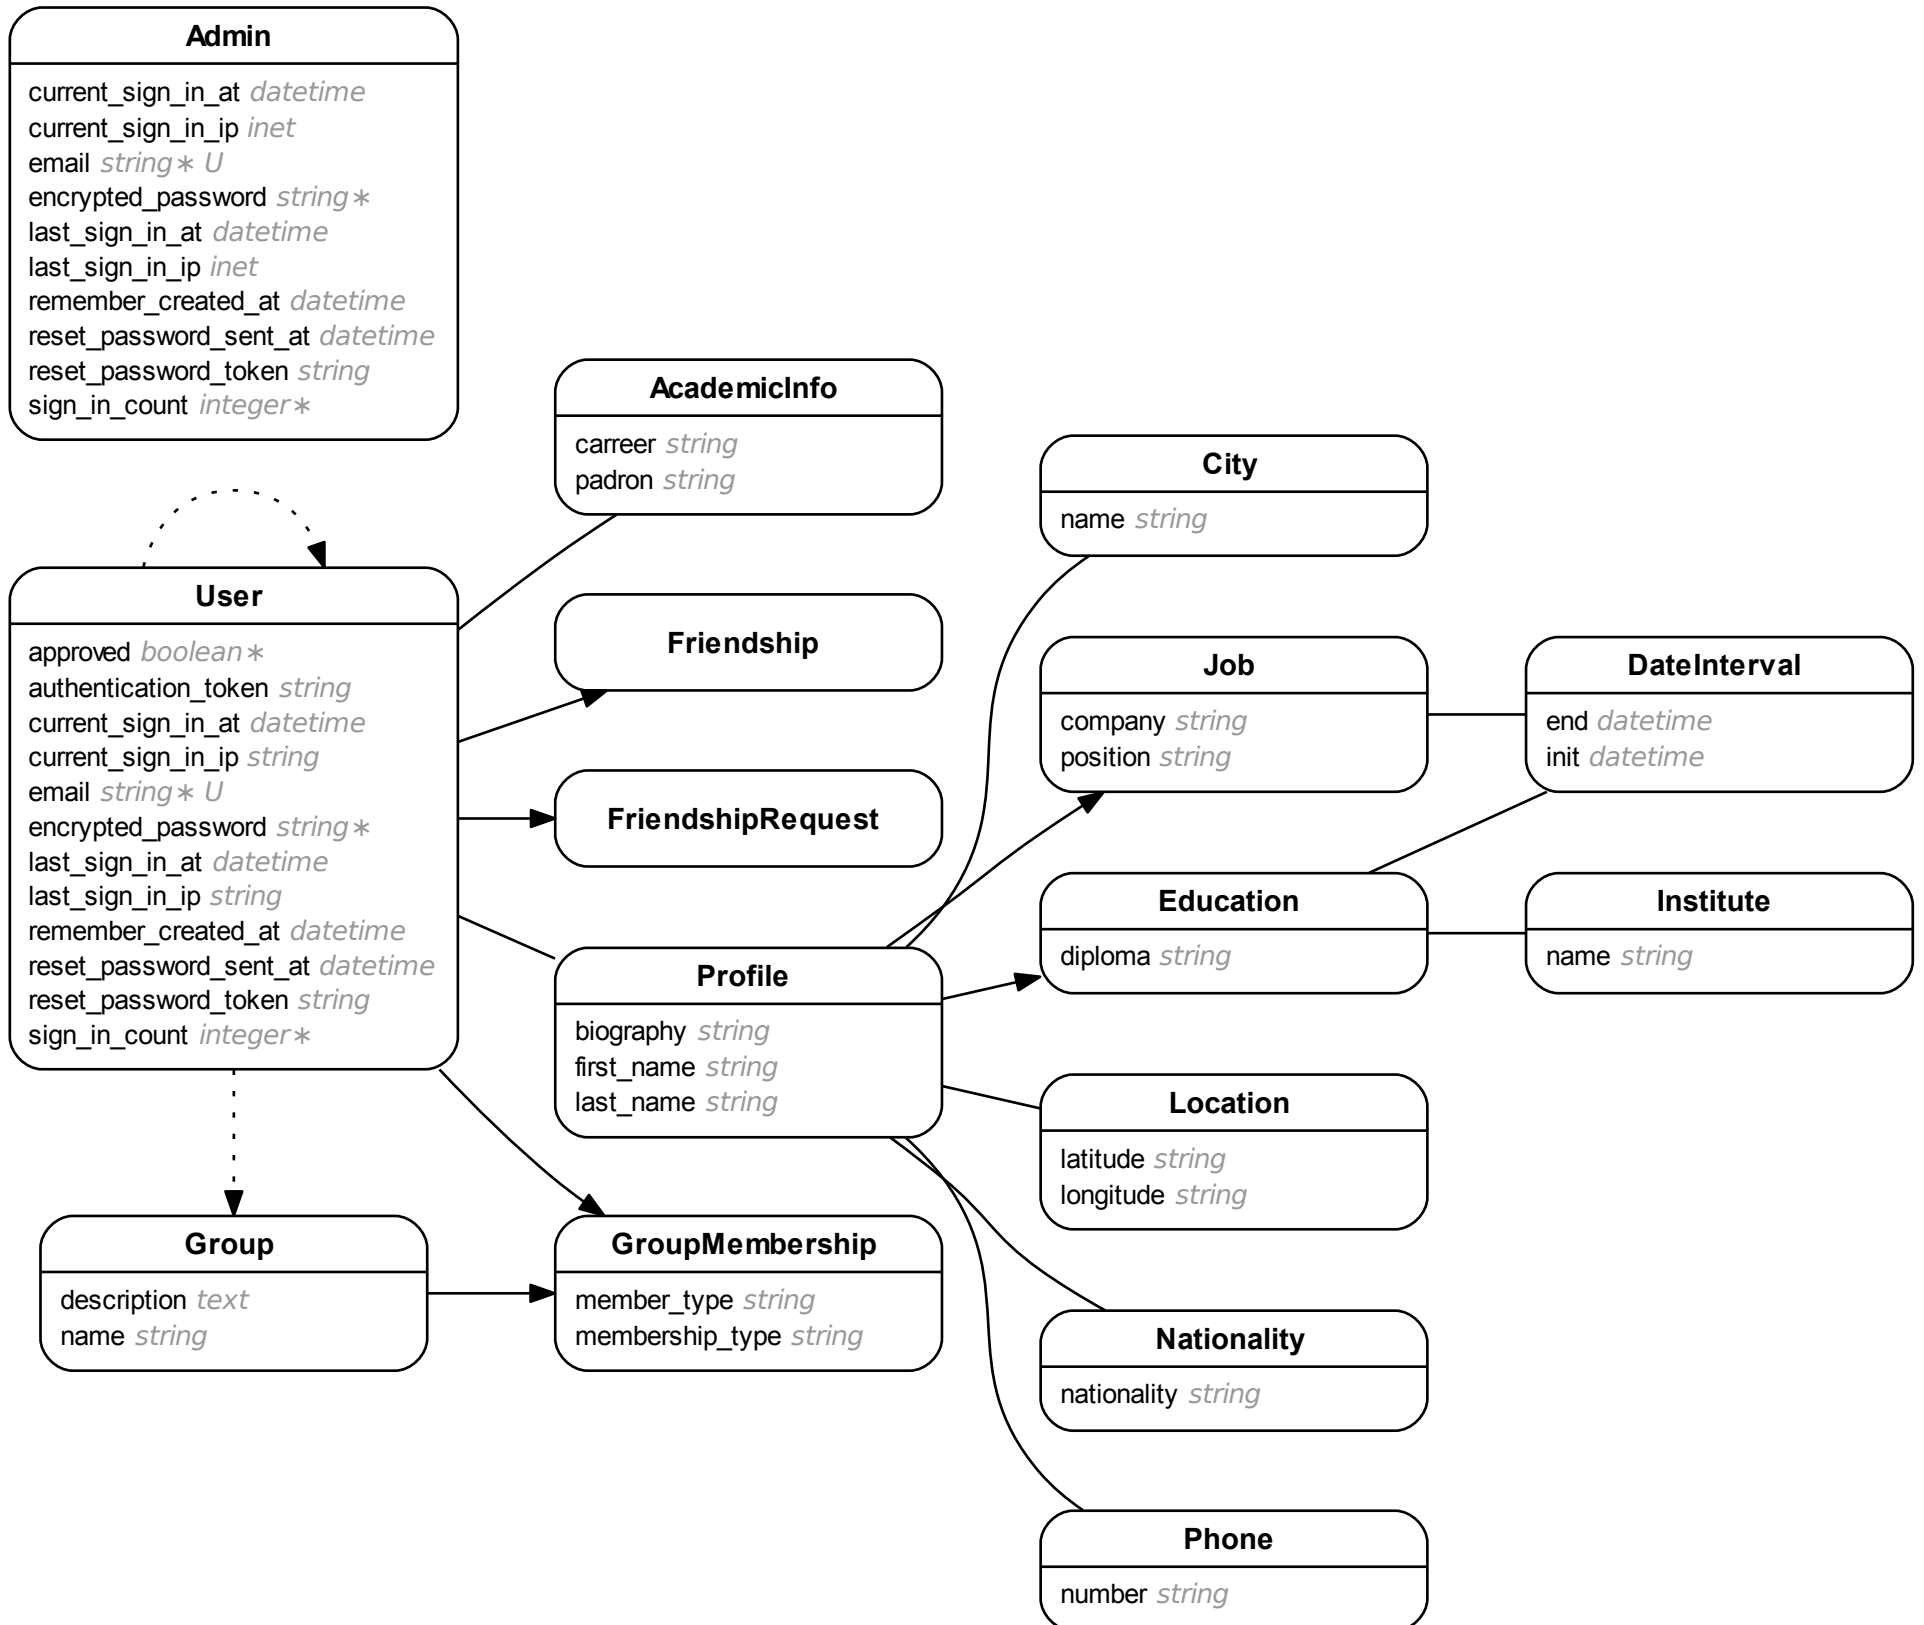 Admin
current_sign_in_at datetime
current_sign_in_ip inet
email string∗ U
encrypted_password string∗
last_sign_in_at datetime
last_sign_in_ip inet
remember_created_at datetime
reset_password_sent_at datetime
reset_password_token string
sign_in_count integer∗
User
approved boolean∗
authentication_token string
current_sign_in_at datetime
current_sign_in_ip string
email string∗ U
encrypted_password string∗
last_sign_in_at datetime
last_sign_in_ip string
remember_created_at datetime
reset_password_sent_at datetime
reset_password_token string
sign_in_count integer∗
Group
description text
name string
AcademicInfo
carreer string
padron string
Friendship
FriendshipRequest
Profile
biography string
first_name string
last_name string
GroupMembership
member_type string
membership_type string
City
name string
Job
company string
position string
Education
diploma string
Location
latitude string
longitude string
Nationality
nationality string
Phone
number string
DateInterval
end datetime
init datetime
Institute
name string